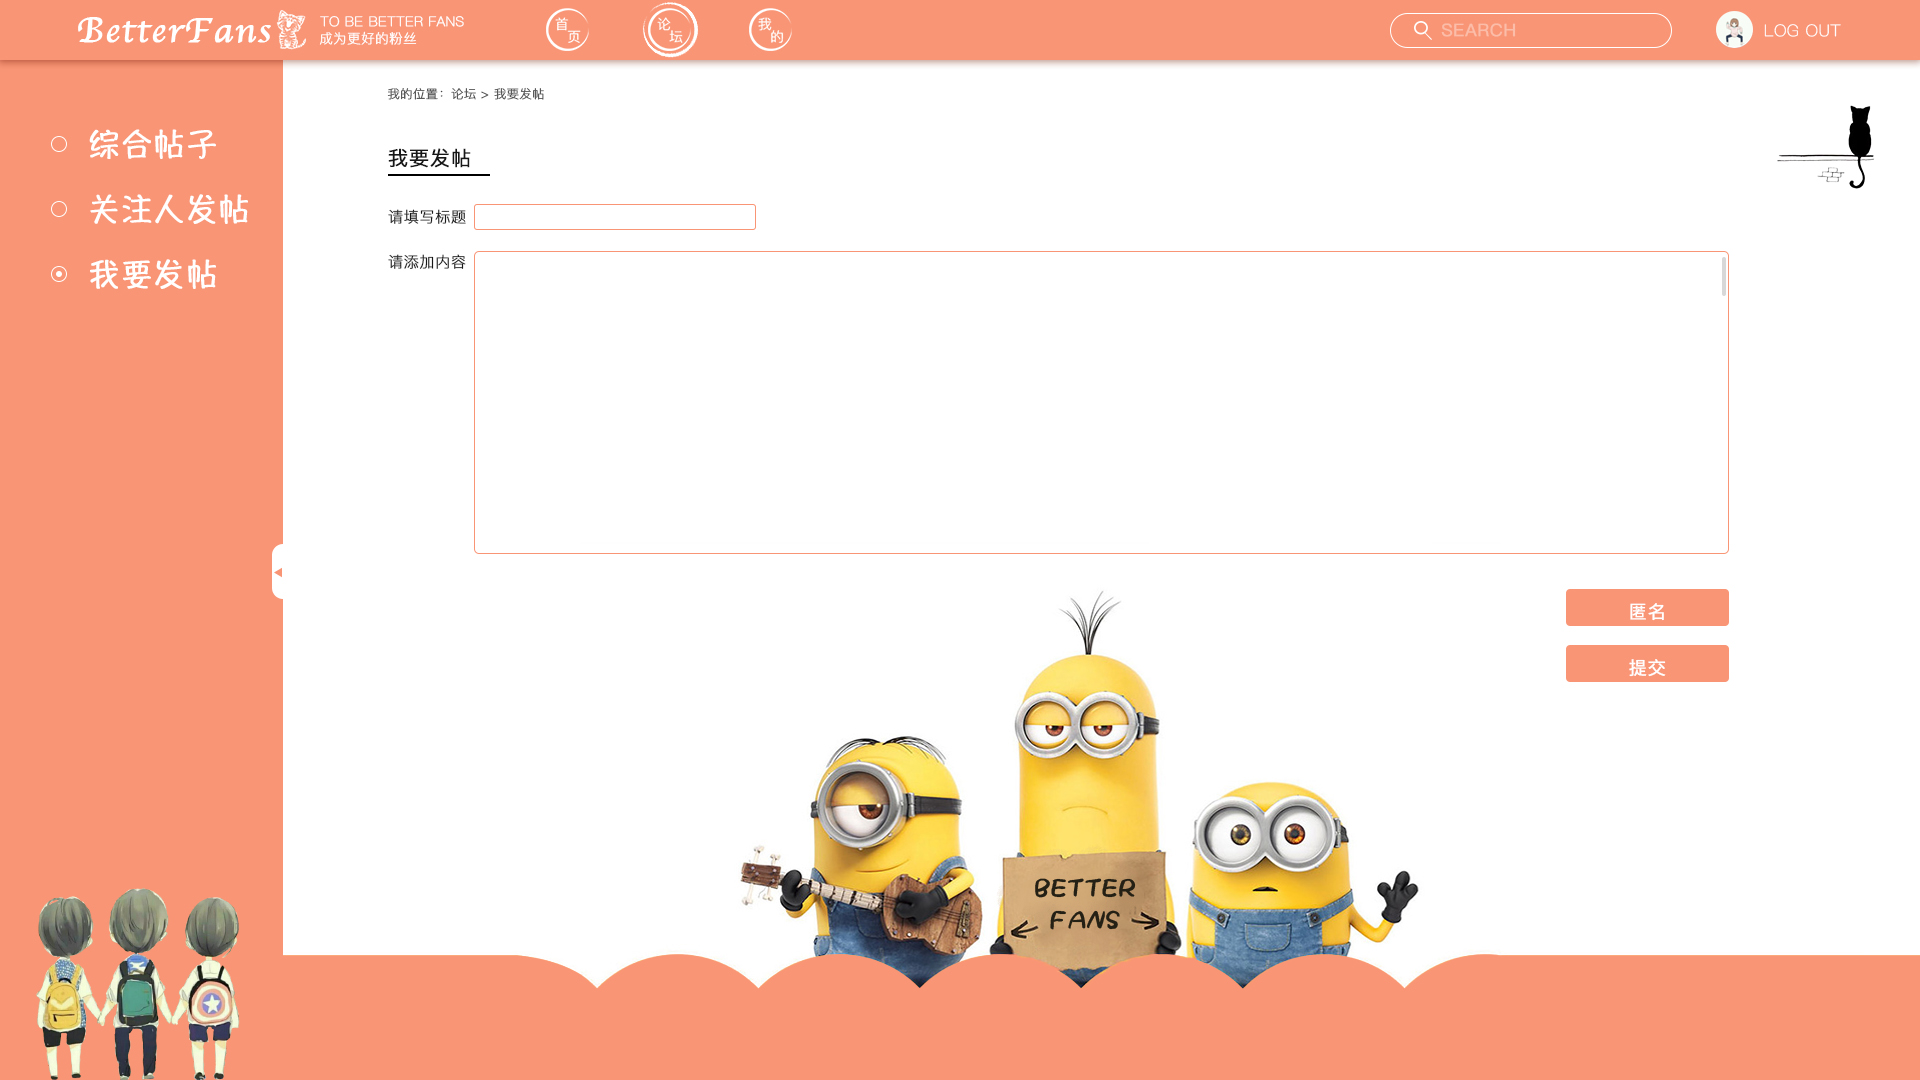 BetterFans
TO BE BETTER FANS
成为更好的粉丝
首页
论坛
我的
SEARCH
LOG OUT
综合帖子
关注人发帖
我要发帖
我的位置：论坛 > 我要发帖
我要发帖
请填写标题
请添加内容
匿名
提交
BETTER
FANS